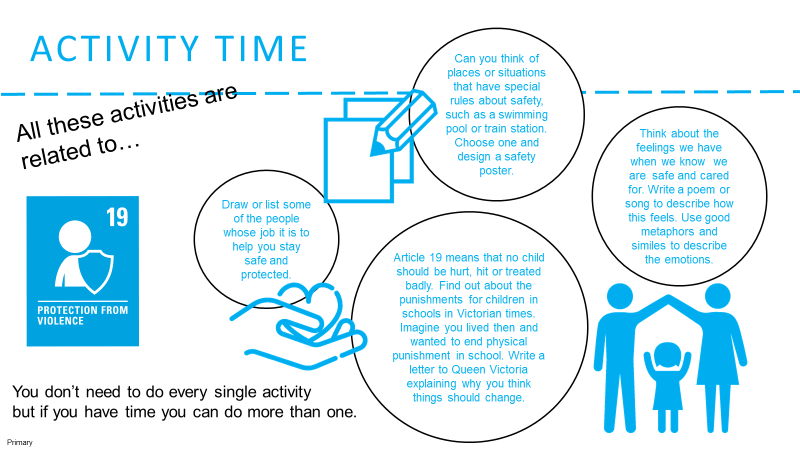 ACTIVITY TIME
All these activities are
related to…
19
PROTECTION FROM
VIOLENCE
Draw or list some
of the people
whose job it is to
help you stay
safe and
protected.
Can you think of
places or situations
that have special
rules about safety,
such as a swimming
pool or train station.
Choose one and
design a safety
poster.
Article 19 means that no child
should be hurt, hit or treated
badly. Find out about the
punishments for children in
schools in Victorian times.
Imagine you lived then and
wanted to end physical
punishment in school. Write a
letter to Queen Victoria
explaining why you think
things should change.
Think about the
feelings we have
when we know we
are safe and cared
for. Write a poem or
song to describe how
this feels. Use good
metaphors and
similes to describe
the emotions.
You don’t need to do every single activity
but if you have time you can do more than one.
Primary